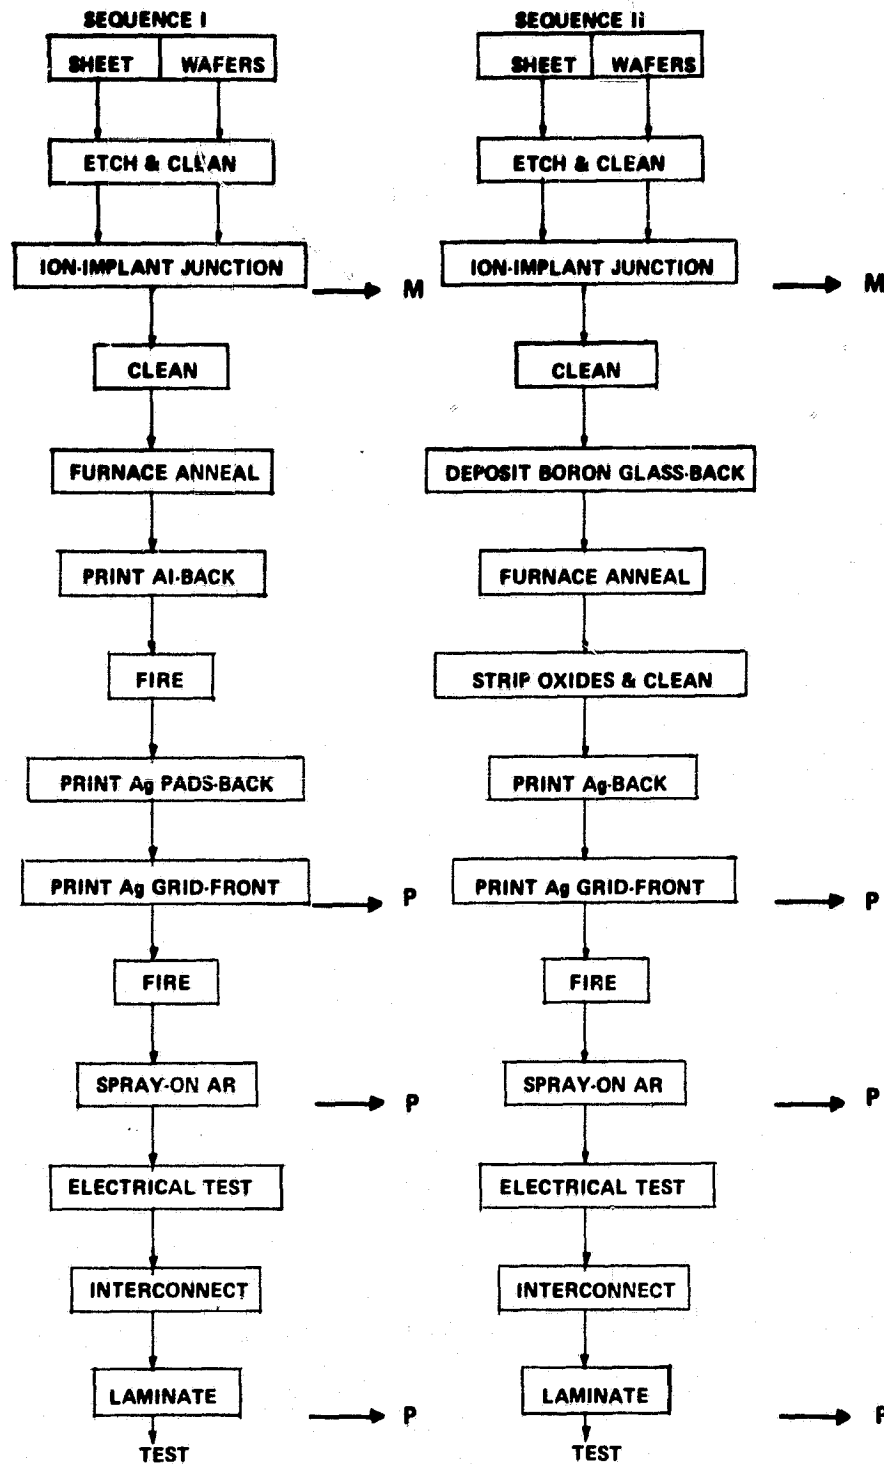 SEQUENCE I
SHEET
WAFERS
ETCH & CLEAN
ION-IMPLANT JUNCTION
M
CLEAN
FURNACE ANNEAL
PRINT Al-BACK
FIRE
PRINT Ag PADS-BACK
PRINT Ag GRID-FRONT
P
FIRE
SPRAY-ON AR
P
ELECTRICAL TEST
INTERCONNECT
LAMINATE
P
TEST
SEQUENCE Ii
SHEET
WAFERS
ETCH & CLEAN
ION-IMPLANT JUNCTION
M
CLEAN
DEPOSIT BORON GLASS-BACK
FURNACE ANNEAL
STRIP OXIDES & CLEAN
PRINT Ag-BACK
PRINT Ag GRID-FRONT
P
FIRE
SPRAY-ON AR
P
ELECTRICAL TEST
INTERCONNECT
LAMINATE
P
TEST